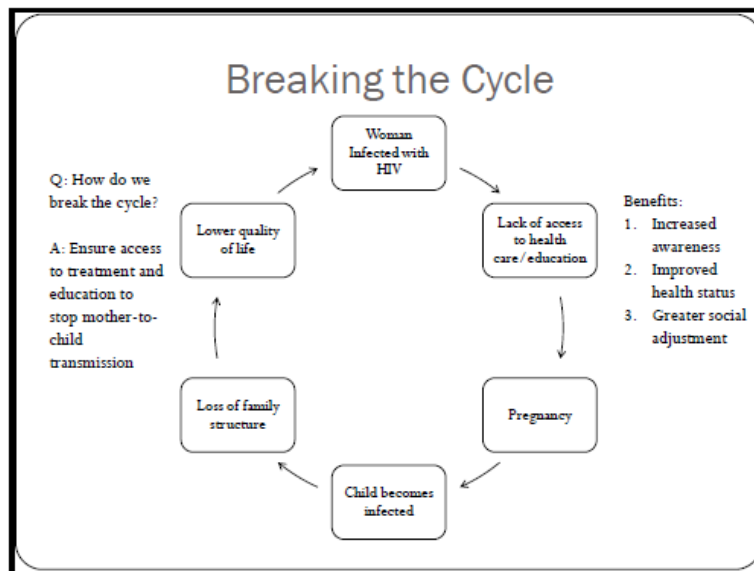 Breaking the Cycle
Woman
Infected with
HIV
Q: How do we
break the cycle?
A: Ensure access
to treatment and
education to
stop mother-to-
child
transmission
Lower quality
of life
Lack of access
to health
care/education
Benefits:
1. Increased
awareness
2. Improved
health status
3. Greater social
adjustment
Loss of family
structure
Pregnancy
Child becomes
infected